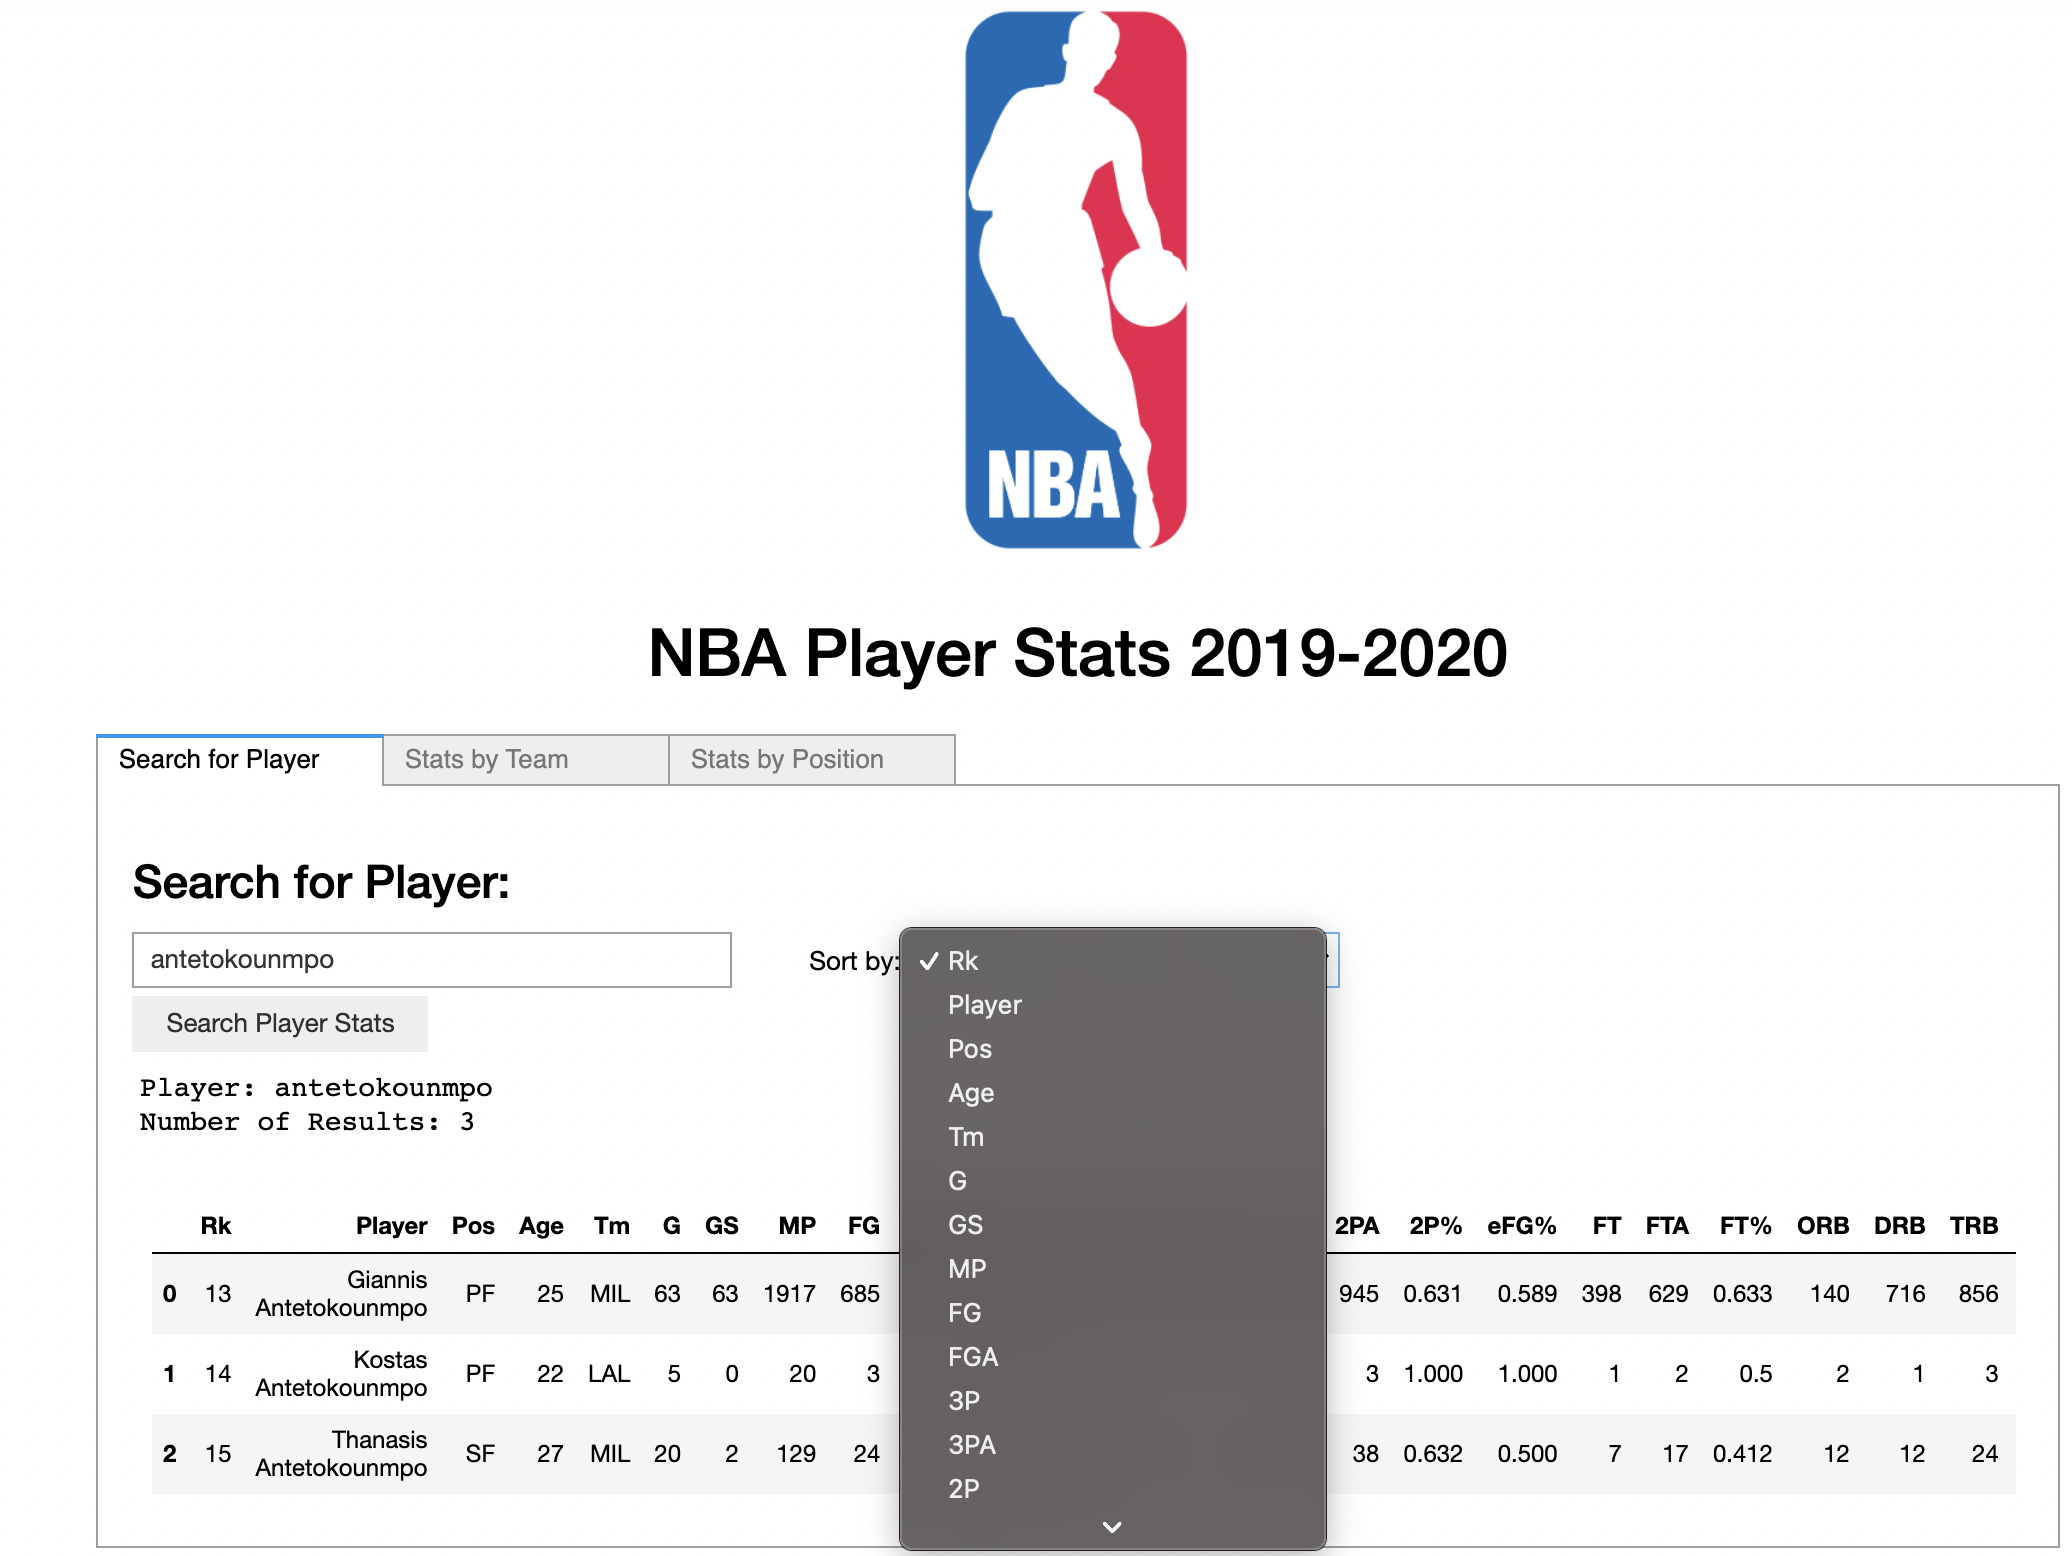 NBA
NBA Player Stats 2019-2020
Search for Player
Stats by Team
Stats by Position
Search for Player:
antetokounmpo
Sort by:
✓ Rk
Player
Pos
Age
Tm
G
GS
MP
FG
FGA
3P
3PA
2P
Search Player Stats
Player: antetokounmpo
Number of Results: 3
Rk Player Pos Age Tm G GS MP FG 2PA 2P% eFG% FT FTA FT% ORB DRB TRB
0 13 Giannis Antetokounmpo PF 25 MIL 63 63 1917 685 945 0.631 0.589 398 629 0.633 140 716 856
1 14 Kostas Antetokounmpo PF 22 LAL 5 0 20 3 3 1.000 1.000 1 2 0.5 2 1 3
2 15 Thanasis Antetokounmpo SF 27 MIL 20 2 129 24 38 0.632 0.500 7 17 0.412 12 12 24